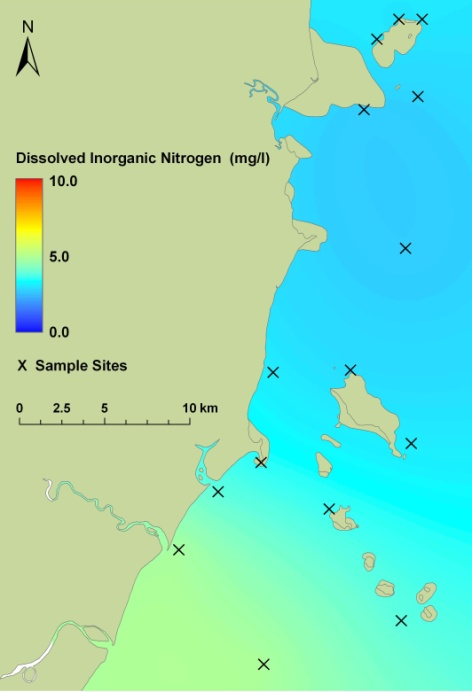 N
Dissolved Inorganic Nitrogen (mg/l)
10.0
5.0
0.0
X Sample Sites
0 2.5 5 10 km